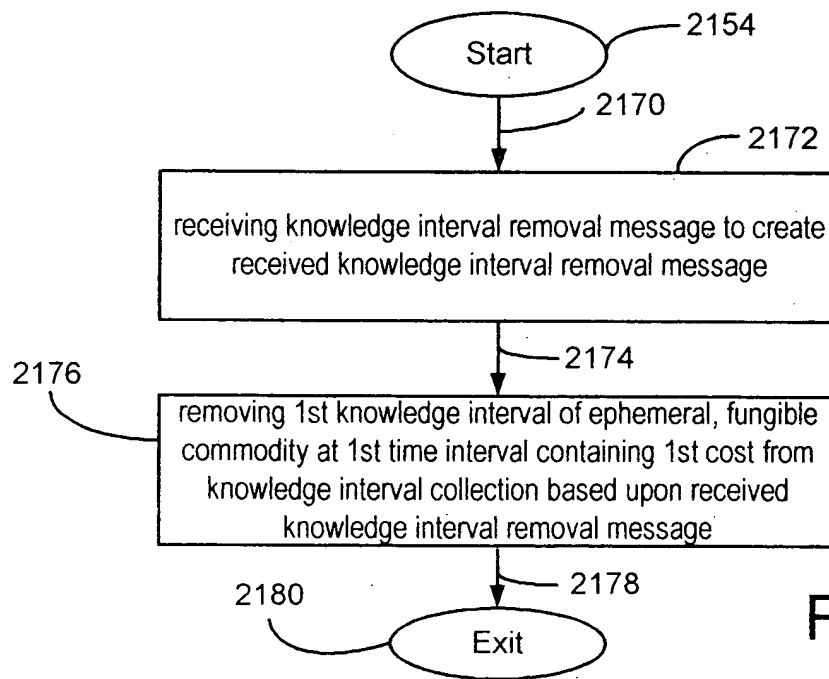 2154
Start
2170
2172
receiving knowledge interval removal message to create
received knowledge interval removal message
2174
2176
removing 1st knowledge interval of ephemeral, fungible
commodity at 1st time interval containing 1st cost from
knowledge interval collection based upon received
knowledge interval removal message
2178
2180
Exit